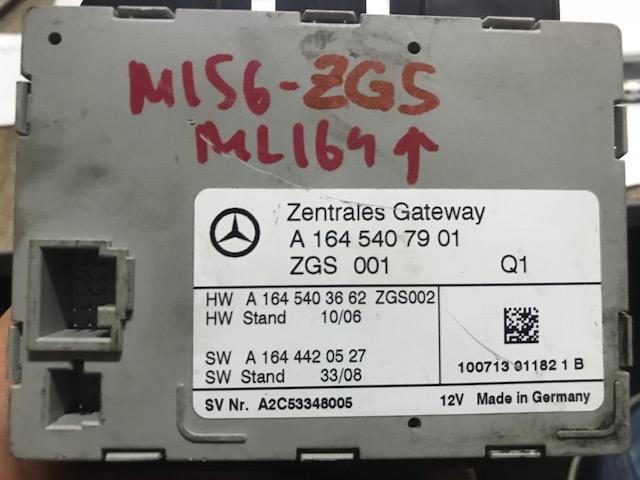 M156-ZGS
ML164↑
Zentrales Gateway
A 164 540 79 01
ZGS 001 Q1
HW A 164 540 36 62 ZGS002
HW Stand 10/06
SW A 164 442 05 27
SW Stand 33/08
100713 91182 1 B
SV Nr. A2C53348005 12V Made in Germany